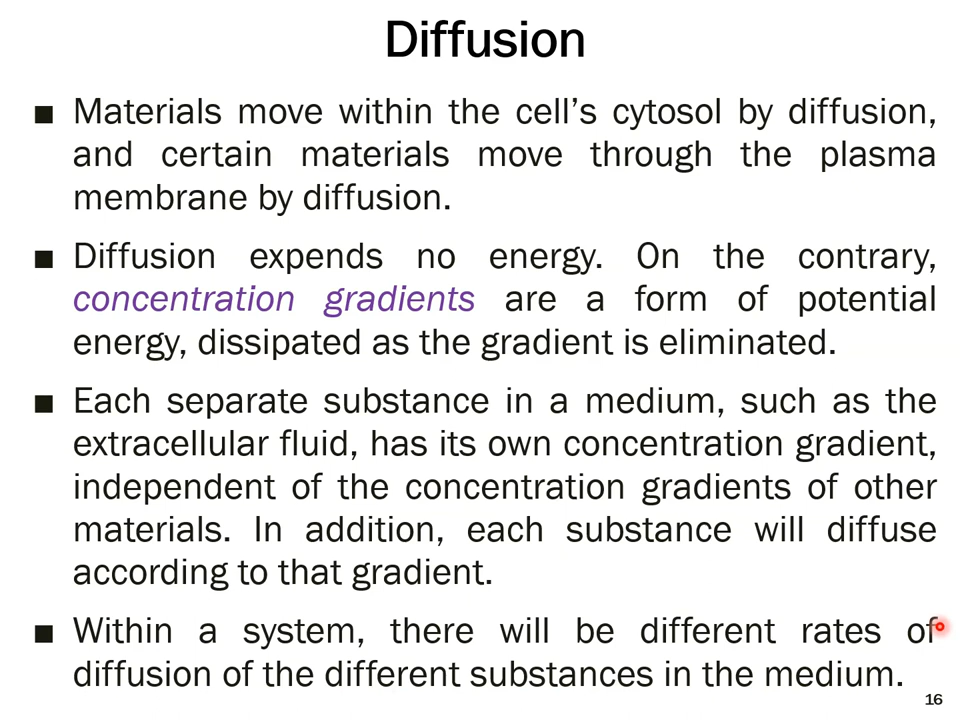 Diffusion
■ Materials move within the cell’s cytosol by diffusion,
and certain materials move through the plasma
membrane by diffusion.
■ Diffusion expends no energy. On the contrary,
concentration gradients are a form of potential
energy, dissipated as the gradient is eliminated.
■ Each separate substance in a medium, such as the
extracellular fluid, has its own concentration gradient,
independent of the concentration gradients of other
materials. In addition, each substance will diffuse
according to that gradient.
■ Within a system, there will be different rates of
diffusion of the different substances in the medium.
16